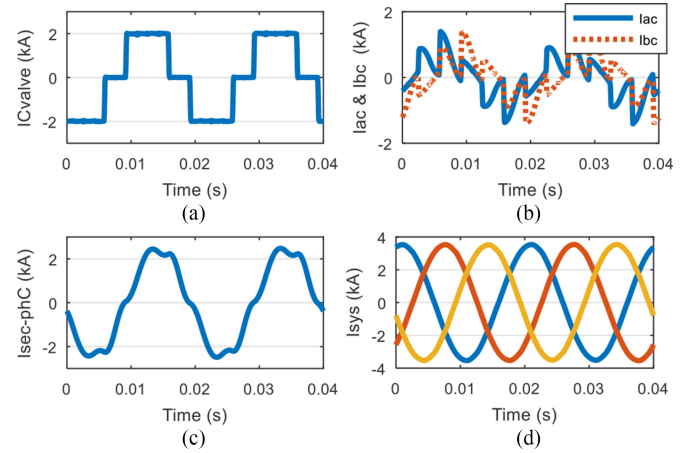 (a)
ICvalve (kA)
2
0
-2
0 0.01 0.02 0.03 0.04
Time (s)
(a)
(b)
Iac & Ibc (kA)
Iac
Ibc
2
0
-2
0 0.01 0.02 0.03 0.04
Time (s)
(b)
Isec-phC (kA)
2
0
-2
0 0.01 0.02 0.03 0.04
Time (s)
(c)
Isys (kA)
4
2
0
-2
-4
0 0.01 0.02 0.03 0.04
Time (s)
(d)